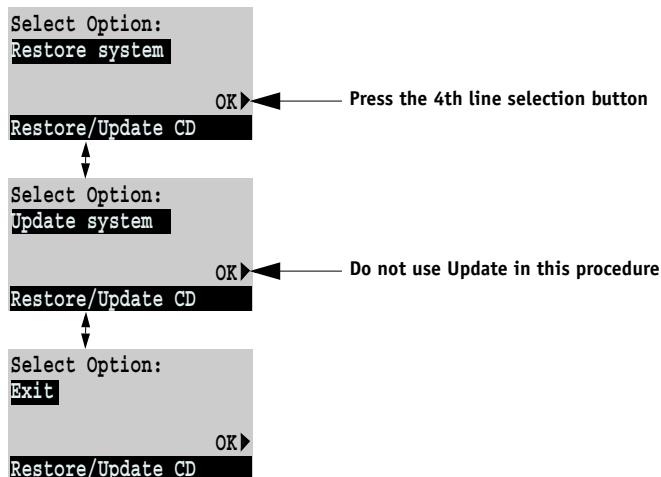 Select Option:
Restore system
OK
Press the 4th line selection button
Restore/Update CD
Select Option:
Update system
OK
Do not use Update in this procedure
Restore/Update CD
Select Option:
Exit
OK
Restore/Update CD